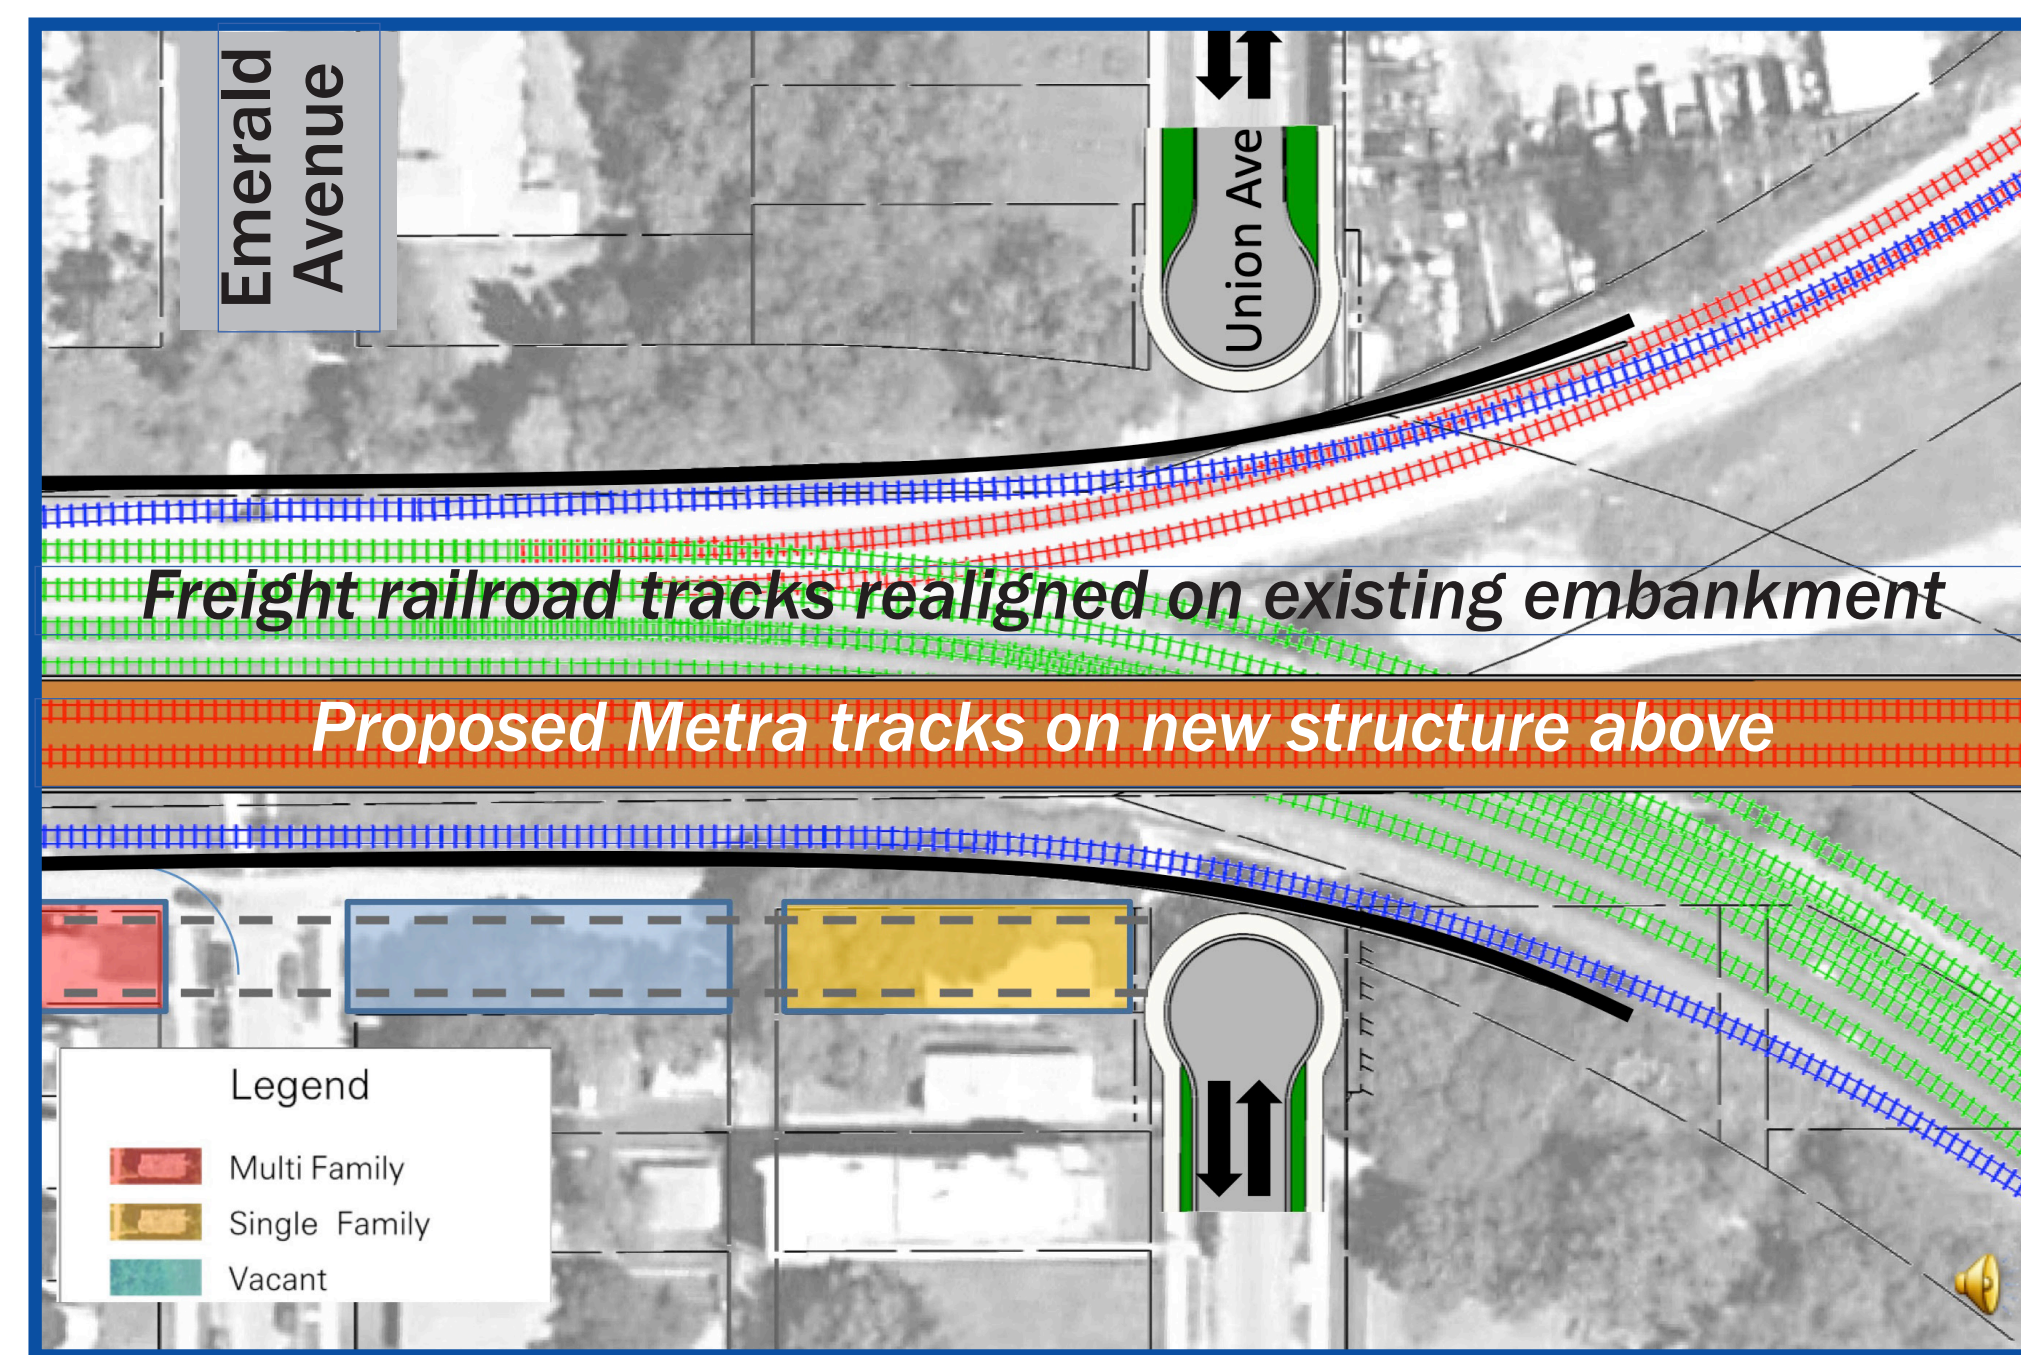 Emerald
Avenue
Union Ave
Freight railroad tracks realigned on existing embankment
Proposed Metra tracks on new structure above
Legend
Multi Family
Single Family
Vacant